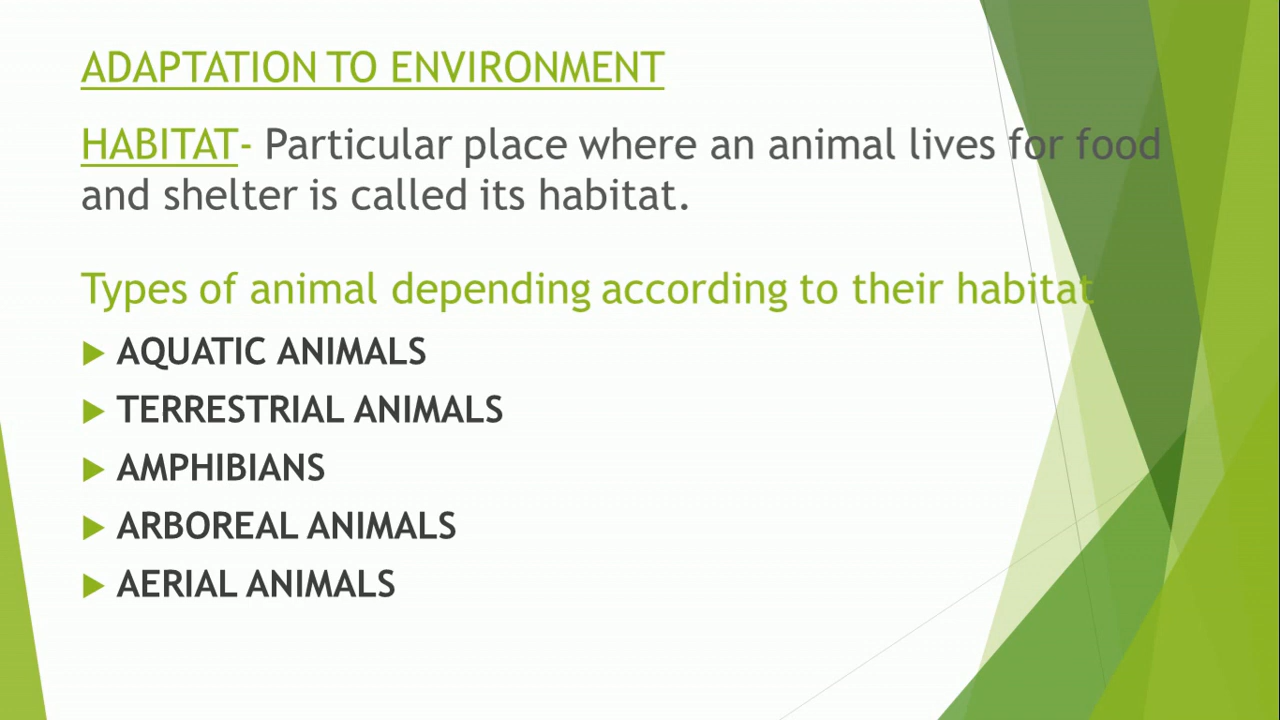 ADAPTATION TO ENVIRONMENT
HABITAT- Particular place where an animal lives for food
and shelter is called its habitat.
Types of animal depending according to their habitat
AQUATIC ANIMALS
TERRESTRIAL ANIMALS
AMPHIBIANS
ARBOREAL ANIMALS
AERIAL ANIMALS